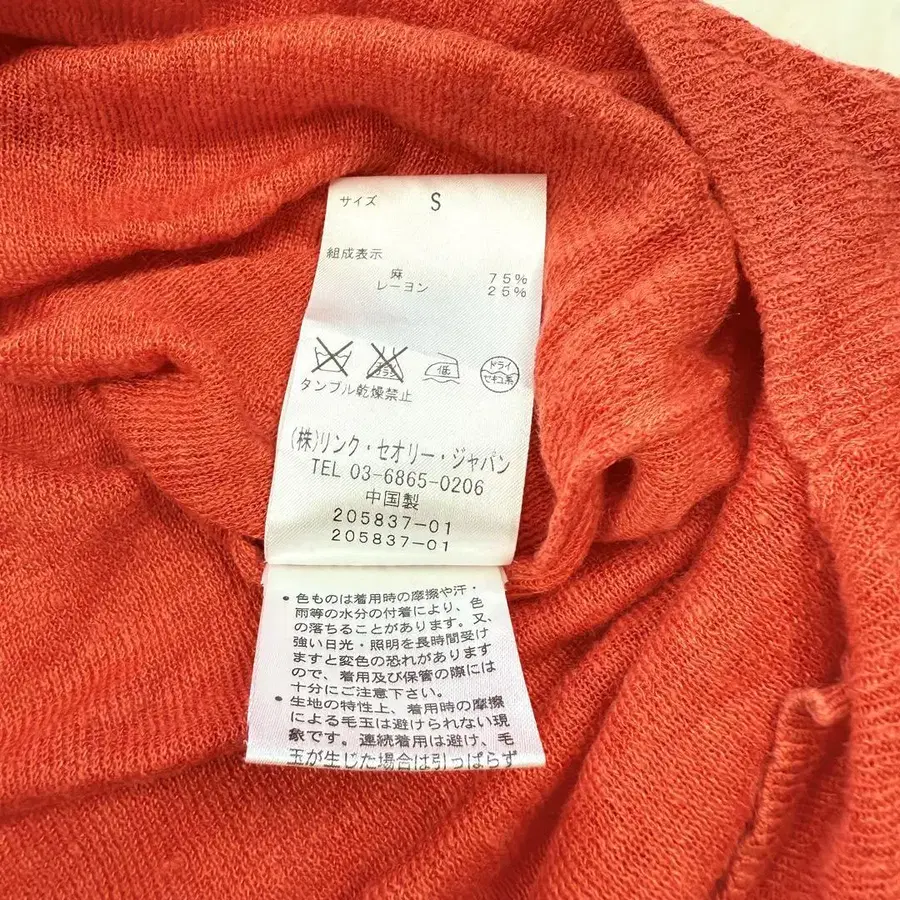 サイズ S
組成表示
麻 75%
レーヨン 25%
低
ドライ
セキユ系
タンブル乾燥禁止
(株)リンク・セオリー・ジャパン
TEL 03-6865-0206
中国製
205837-01
205837-01
・色ものは着用時の摩擦や汗・
雨等の水分の付着により、色
の落ちることがあります。又、
強い日光・照明を長時間受け
ますと変色の恐れがあります
ので、着用及び保管の際には
十分にご注意下さい。
・生地の特性上、着用時の摩擦
による毛玉は避けられない現
象です。連続着用は避け、毛
玉が生じた場合は引っぱらず